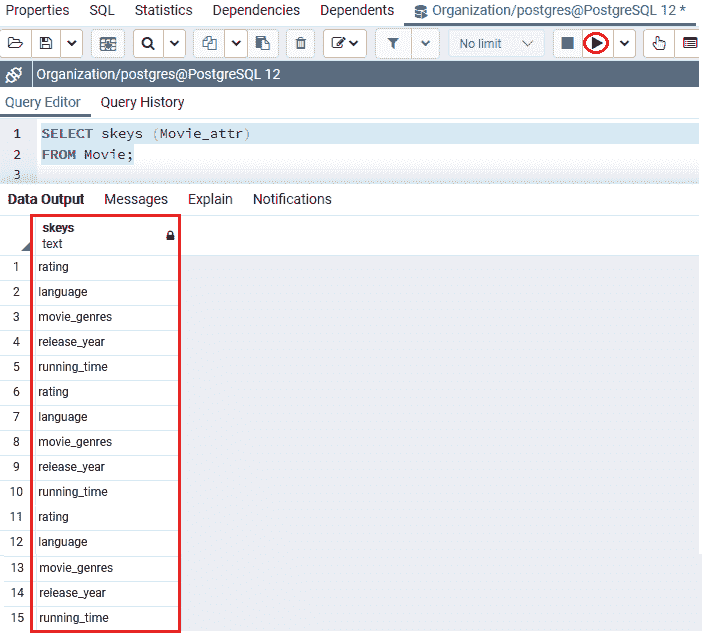 Properties SQL Statistics Dependencies Dependents Organization/postgres@PostgreSQL 12 *
No limit
Organization/postgres@PostgreSQL 12
Query Editor Query History
1 SELECT skeys (Movie_attr)
2 FROM Movie;
3
Data Output Messages Explain Notifications
skeys
text
1 rating
2 language
3 movie_genres
4 release_year
5 running_time
6 rating
7 language
8 movie_genres
9 release_year
10 running_time
11 rating
12 language
13 movie_genres
14 release_year
15 running_time